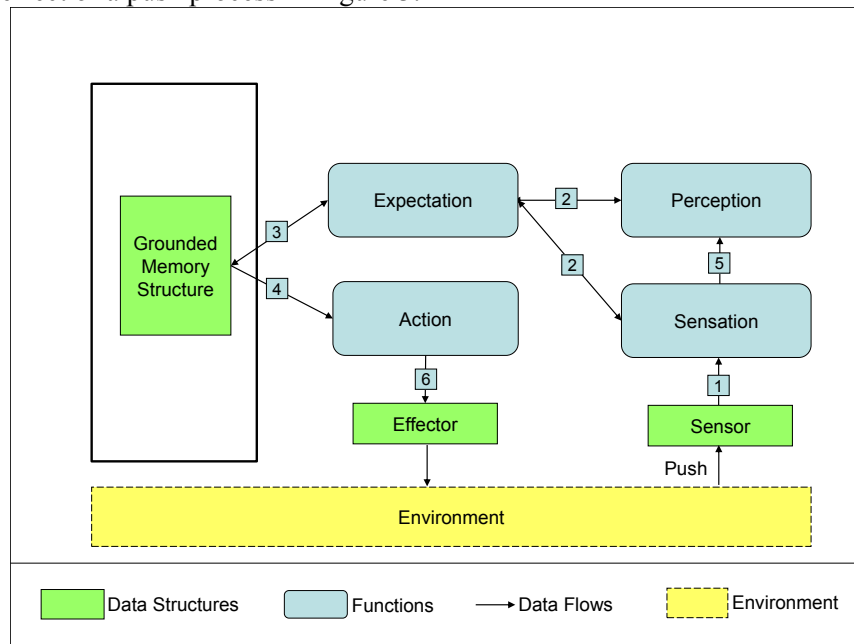 Expectation
2
Perception
3
Grounded
Memory
Structure
2
5
4
Action
Sensation
6
1
Effector
Sensor
Push
Environment
Data Structures
Functions
Data Flows
Environment